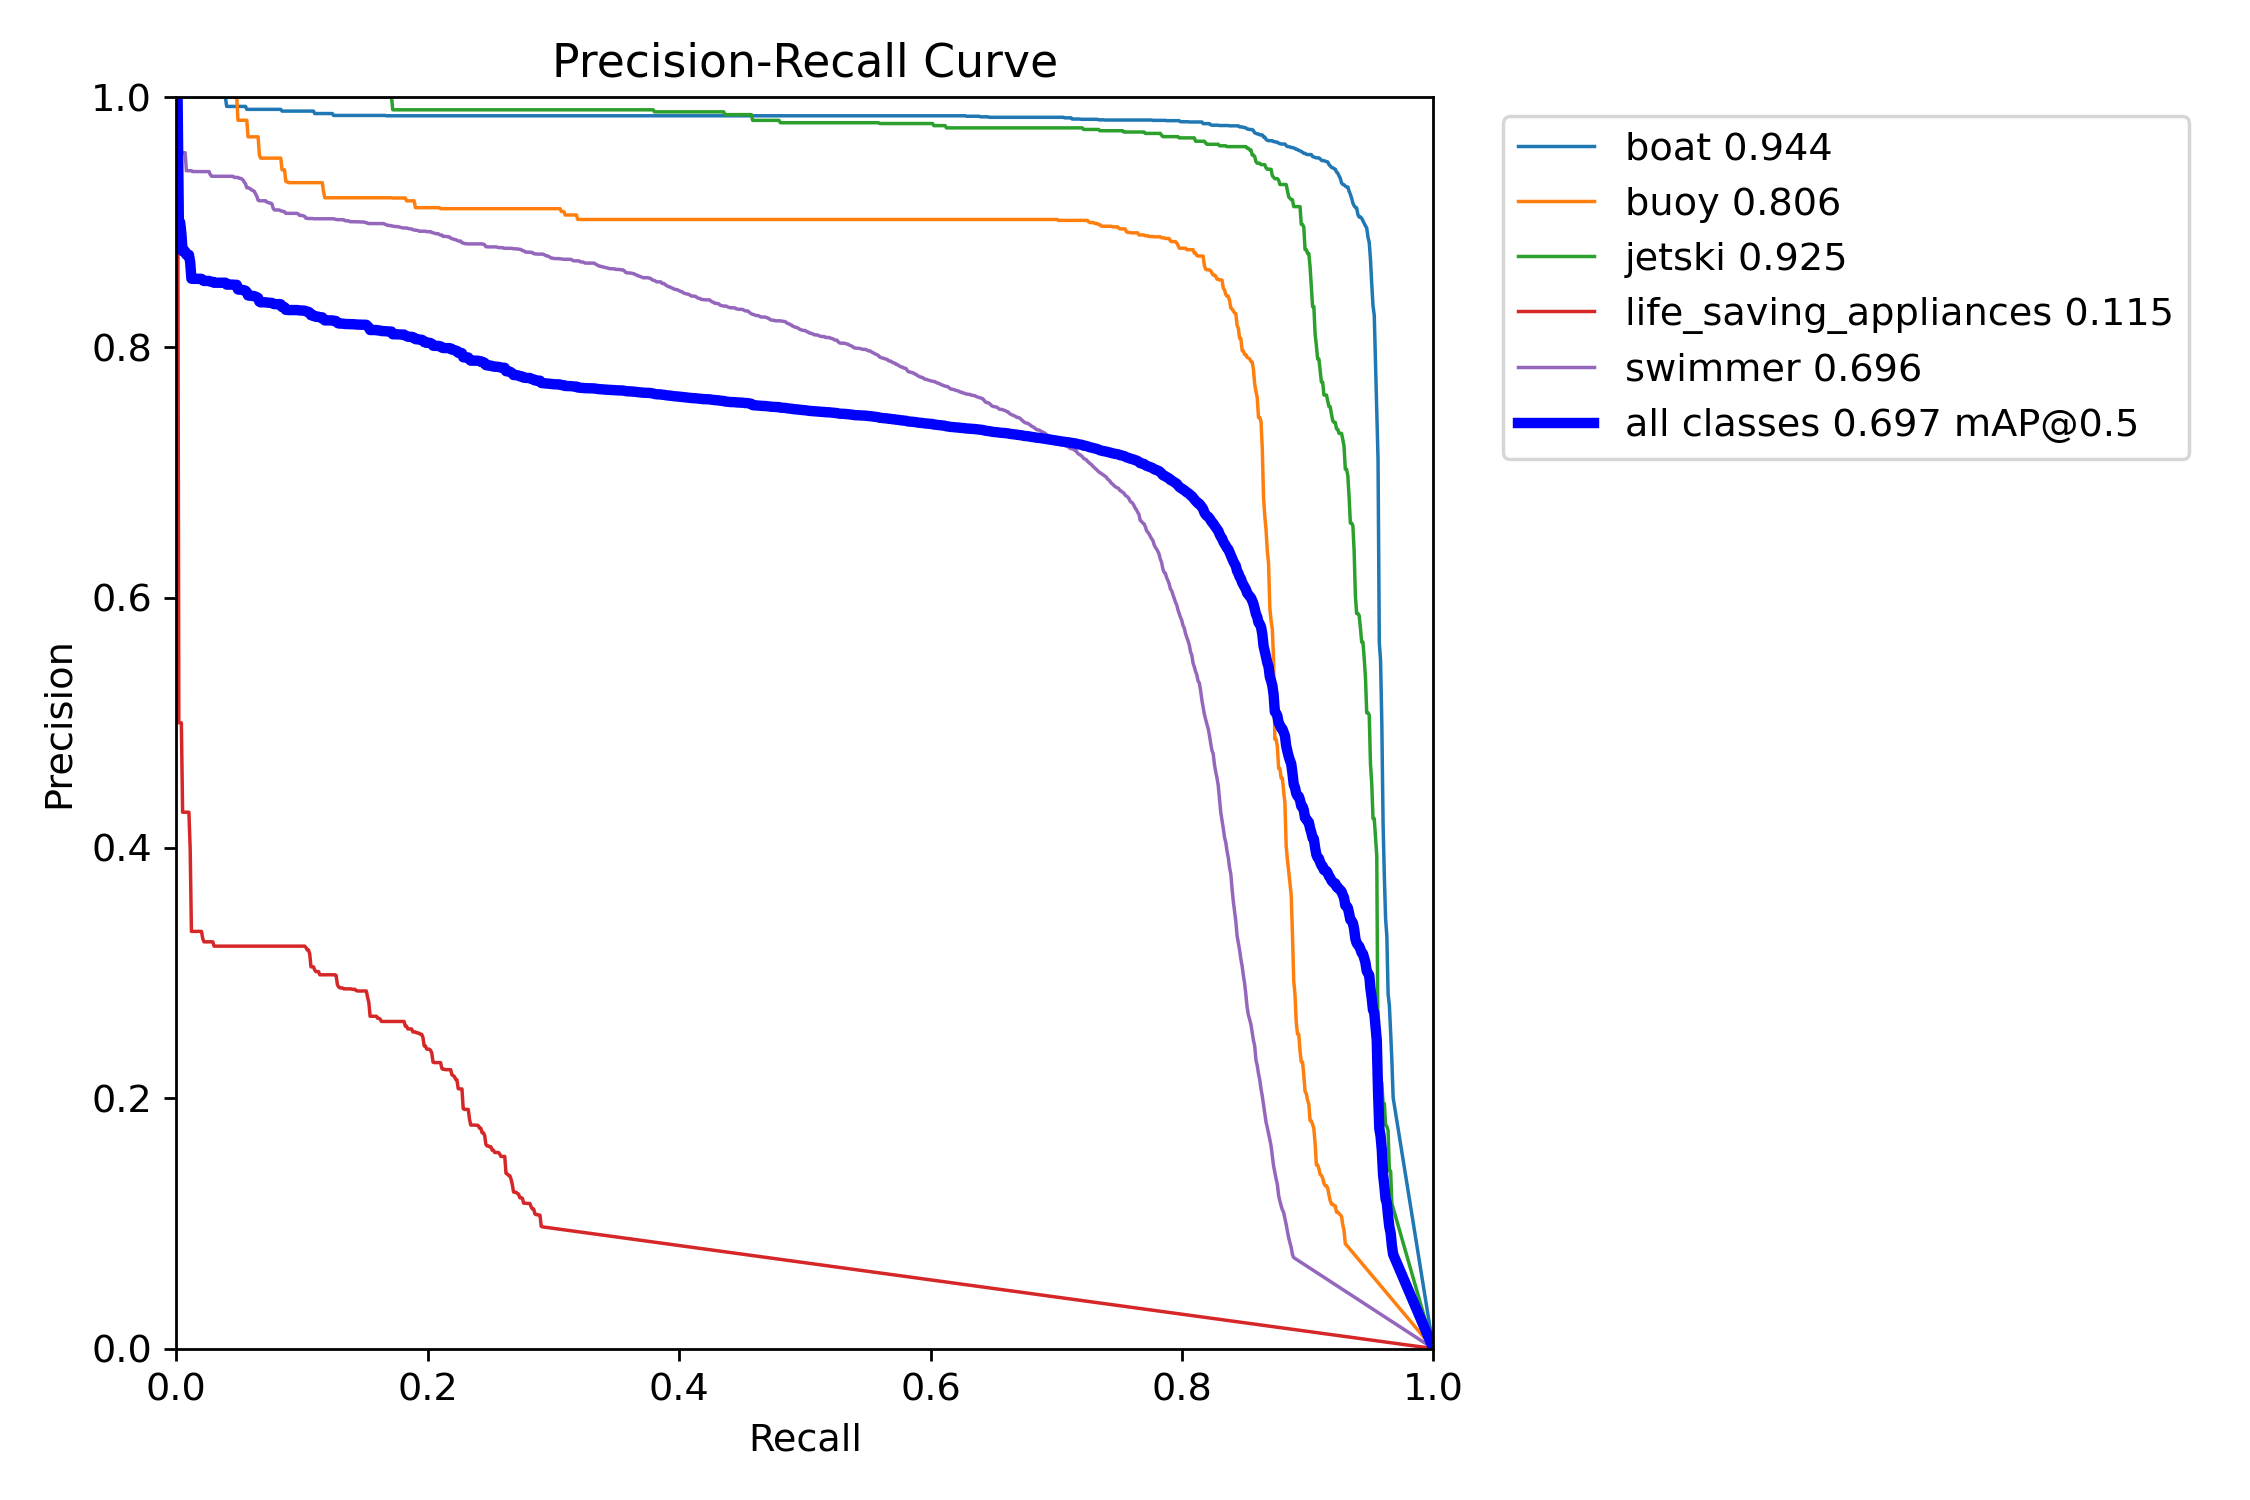 Precision-Recall Curve
1.0
0.8
0.6
0.4
0.2
0.0
Precision
0.0 0.2 0.4 0.6 0.8 1.0
Recall
boat 0.944
buoy 0.806
jetski 0.925
life_saving_appliances 0.115
swimmer 0.696
all classes 0.697 mAP@0.5